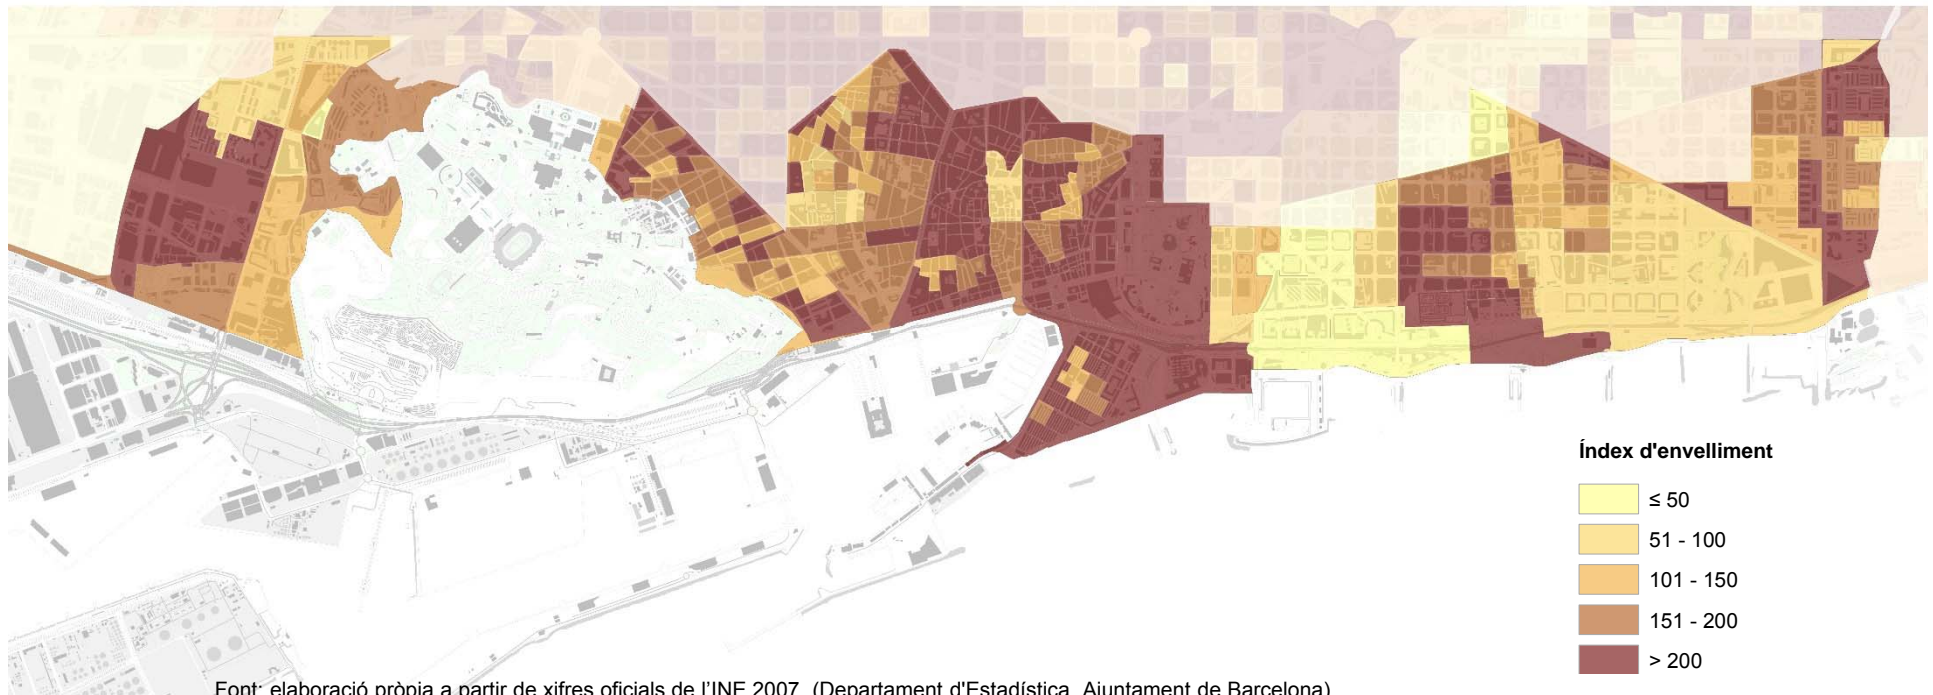 Índex d'envelliment
≤ 50
51 - 100
101 - 150
151 - 200
> 200
Font: elaboració pròpia a partir de xifres oficials de l'INE 2007. (Departament d'Estadística. Ajuntament de Barcelona)